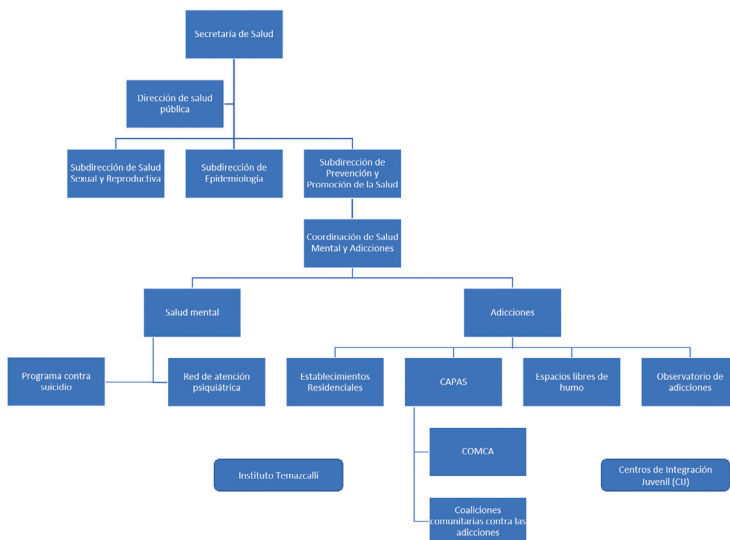 Secretaría de Salud
Dirección de salud
pública
Subdirección de Salud
Sexual y Reproductiva
Subdirección de
Epidemiología
Subdirección de
Prevención y
Promoción de la Salud
Coordinación de Salud
Mental y Adicciones
Salud mental
Adicciones
Programa contra
suicidio
Red de atención
psiquiátrica
Establecimientos
Residenciales
CAPAS
Espacios libres de
humo
Observatorio de
adicciones
COMCA
Instituto Temazcalli
Centros de Integración
Juvenil (CIJ)
Coaliciones
comunitarias contra las
adicciones